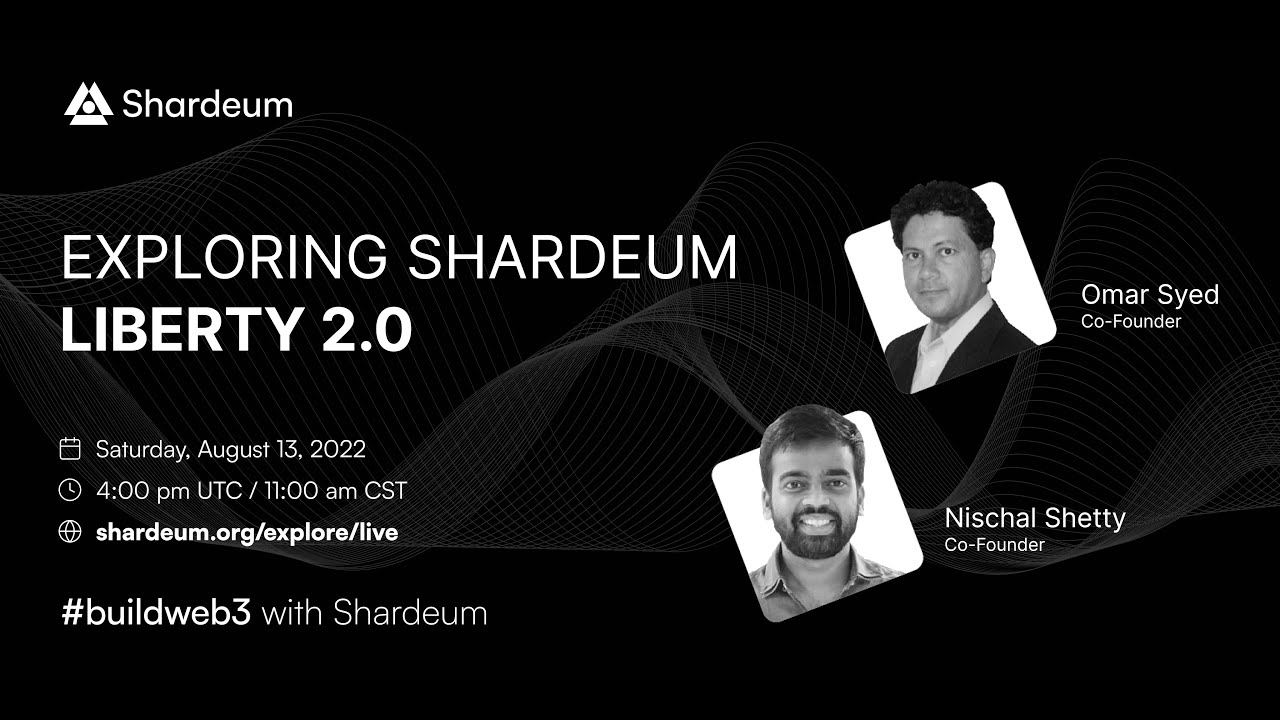 Shardeum
EXPLORING SHARDEUM
LIBERTY 2.0
Saturday, August 13, 2022
4:00 pm UTC / 11:00 am CST
shardeum.org/explore/live
#buildweb3 with Shardeum
Omar Syed
Co-Founder
Nischal Shetty
Co-Founder